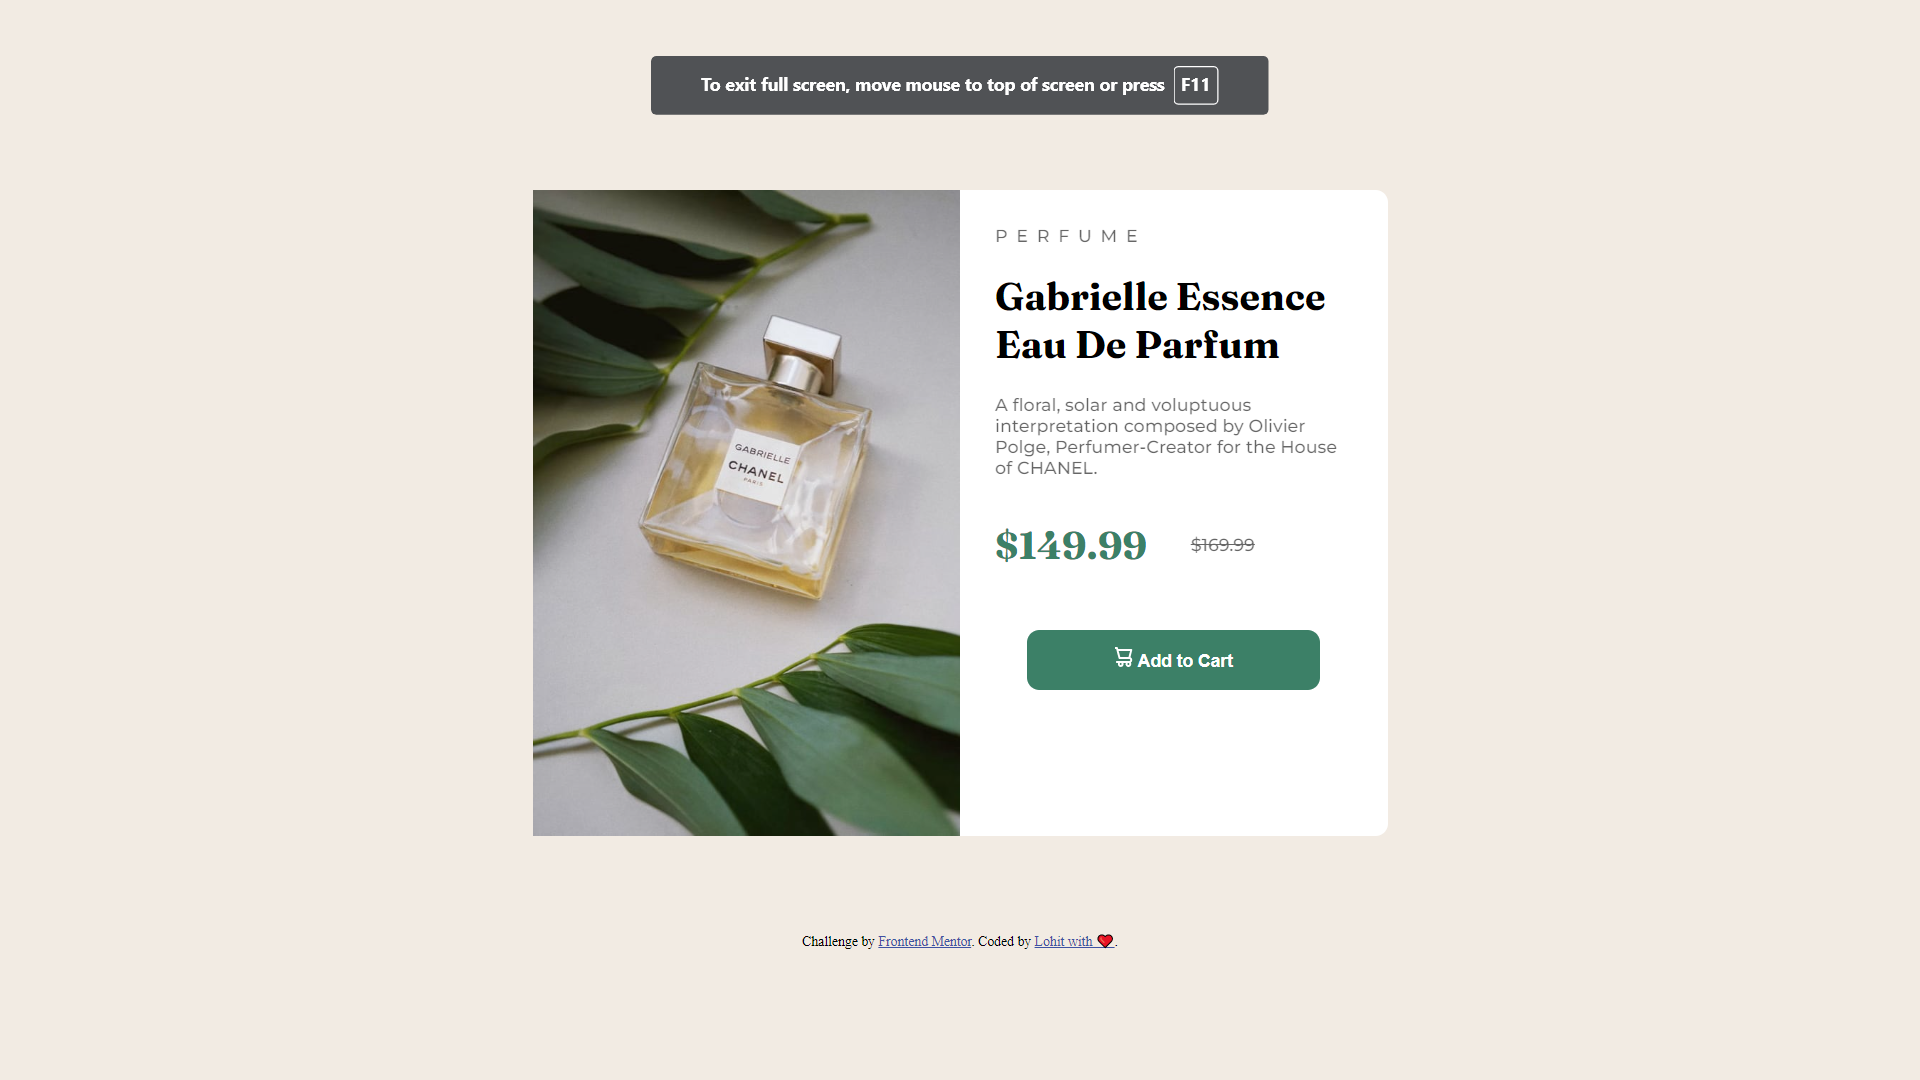 To exit full screen, move mouse to top of screen or press F11
GABRIELLE
CHANEL
PARIS
PERFUME
Gabrielle Essence
Eau De Parfum
A floral, solar and voluptuous
interpretation composed by Olivier
Polge, Perfumer-Creator for the House
of CHANEL.
$149.99 $169.99
Add to Cart
Challenge by Frontend Mentor. Coded by Lohit with ❤️.